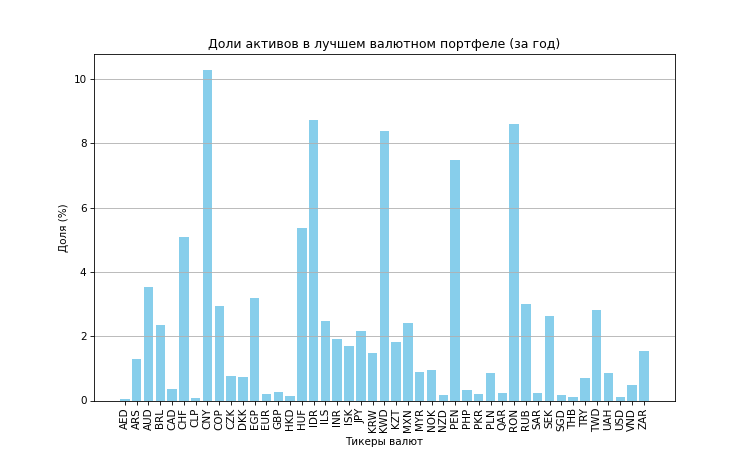 Доли активов в лучшем валютном портфеле (за год)
Доля (%)
10
8
6
4
2
0
AED ARS AUD BRL CAD CHF CLP CNY COP CZK DKK EGP EUR GBP HKD HUF IDR ILS INR ISK JPY KRW KWD KZT MXN MYR NOK NZD PEN PHP PKR PLN QAR RON RUB SAR SEK SGD THB TRY TWD UAH USD VND ZAR
Тикеры валют